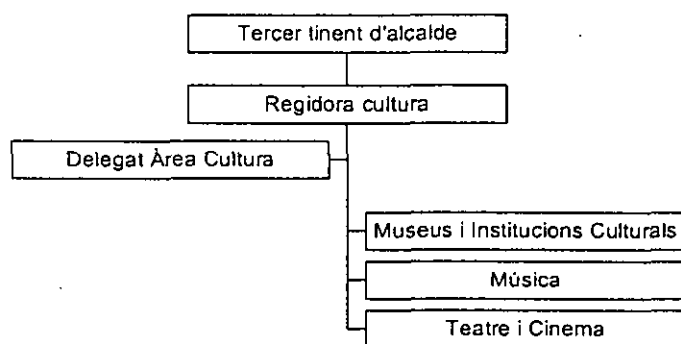 Tercer tinent d'alcalde
Regidora cultura
Delegat Àrea Cultura
Museus i Institucions Culturals
Música
Teatre i Cinema